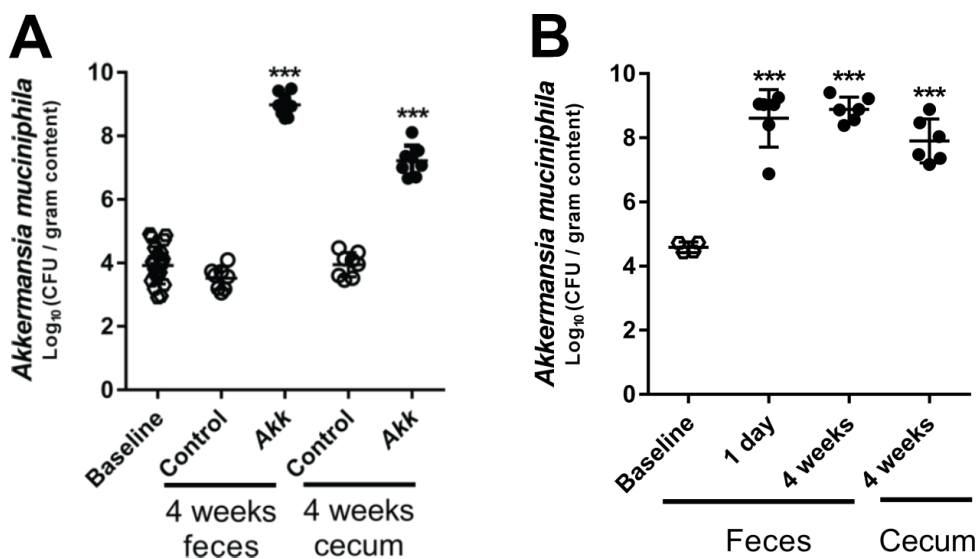 A
Akkermansia muciniphila
Log₁₀ (CFU / gram content)
10
8
6
4
2
0
***
***
Baseline
Control
Akk
Control
Akk
4 weeks
feces
4 weeks
cecum
B
Akkermansia muciniphila
Log₁₀ (CFU / gram content)
10
8
6
4
2
0
***
***
***
Baseline
1 day
4 weeks
4 weeks
Feces
Cecum